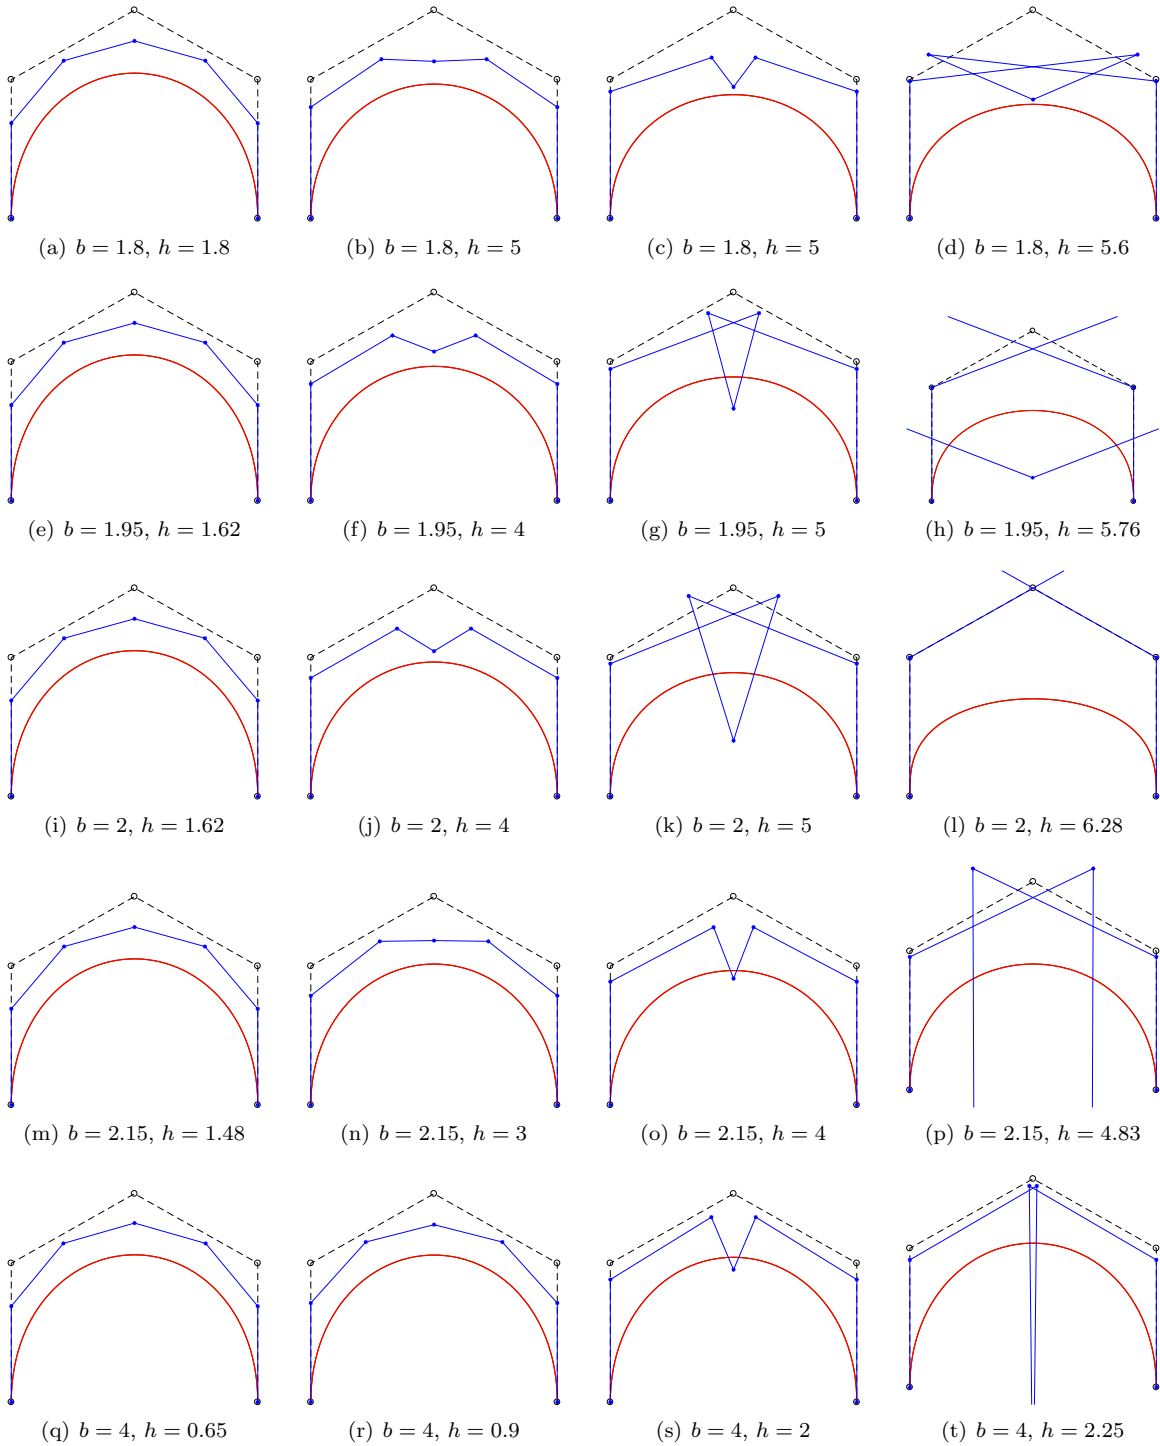 (a) b = 1.8, h = 1.8
(b) b = 1.8, h = 5
(c) b = 1.8, h = 5
(d) b = 1.8, h = 5.6
(e) b = 1.95, h = 1.62
(f) b = 1.95, h = 4
(g) b = 1.95, h = 5
(h) b = 1.95, h = 5.76
(i) b = 2, h = 1.62
(j) b = 2, h = 4
(k) b = 2, h = 5
(l) b = 2, h = 6.28
(m) b = 2.15, h = 1.48
(n) b = 2.15, h = 3
(o) b = 2.15, h = 4
(p) b = 2.15, h = 4.83
(q) b = 4, h = 0.65
(r) b = 4, h = 0.9
(s) b = 4, h = 2
(t) b = 4, h = 2.25